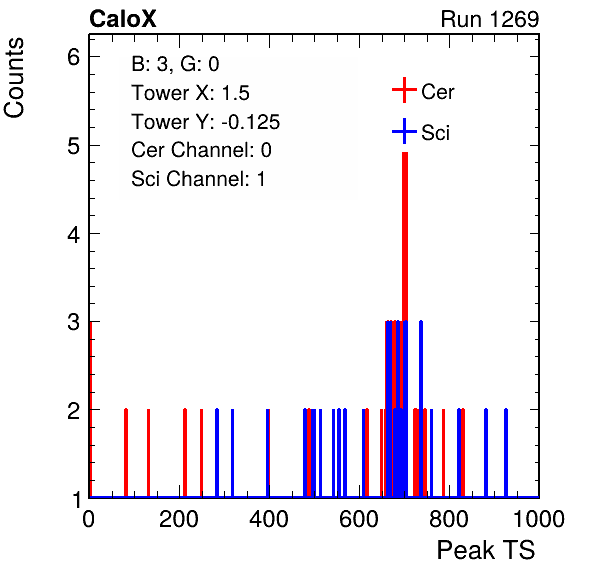 CaloX Run 1269
Counts
B: 3, G: 0
Tower X: 1.5
Tower Y: -0.125
Cer Channel: 0
Sci Channel: 1
Cer
Sci
6
5
4
3
2
1
0 200 400 600 800 1000
Peak TS